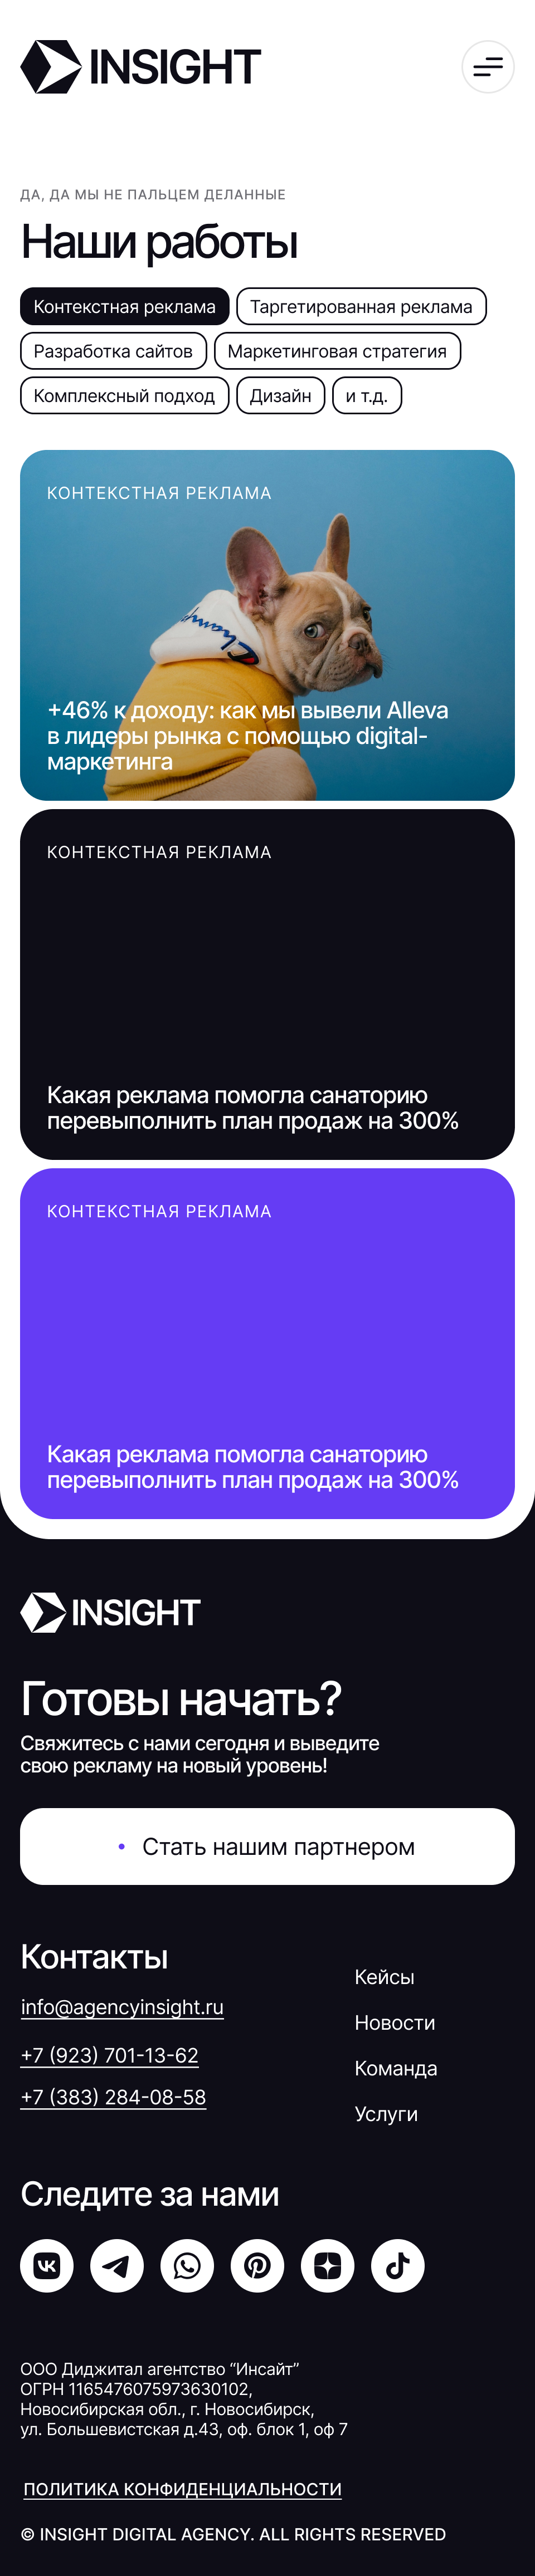 INSIGHT
ДА, ДА МЫ НЕ ПАЛЬЦЕМ ДЕЛАННЫЕ
Наши работы
Контекстная реклама
Таргетированная реклама
Разработка сайтов
Маркетинговая стратегия
Комплексный подход
Дизайн
и т.д.
КОНТЕКСТНАЯ РЕКЛАМА
+46% к доходу: как мы вывели Alleva
в лидеры рынка с помощью digital-
маркетинга
КОНТЕКСТНАЯ РЕКЛАМА
Какая реклама помогла санаторию
перевыполнить план продаж на 300%
КОНТЕКСТНАЯ РЕКЛАМА
Какая реклама помогла санаторию
перевыполнить план продаж на 300%
INSIGHT
Готовы начать?
Свяжитесь с нами сегодня и выведите
свою рекламу на новый уровень!
Стать нашим партнером
Контакты
info@agencyinsight.ru
+7 (923) 701-13-62
+7 (383) 284-08-58
Кейсы
Новости
Команда
Услуги
Следите за нами
ООО Диджитал агентство “Инсайт”
ОГРН 1165476075973630102,
Новосибирская обл., г. Новосибирск,
ул. Большевистская д.43, оф. блок 1, оф 7
ПОЛИТИКА КОНФИДЕНЦИАЛЬНОСТИ
© INSIGHT DIGITAL AGENCY. ALL RIGHTS RESERVED